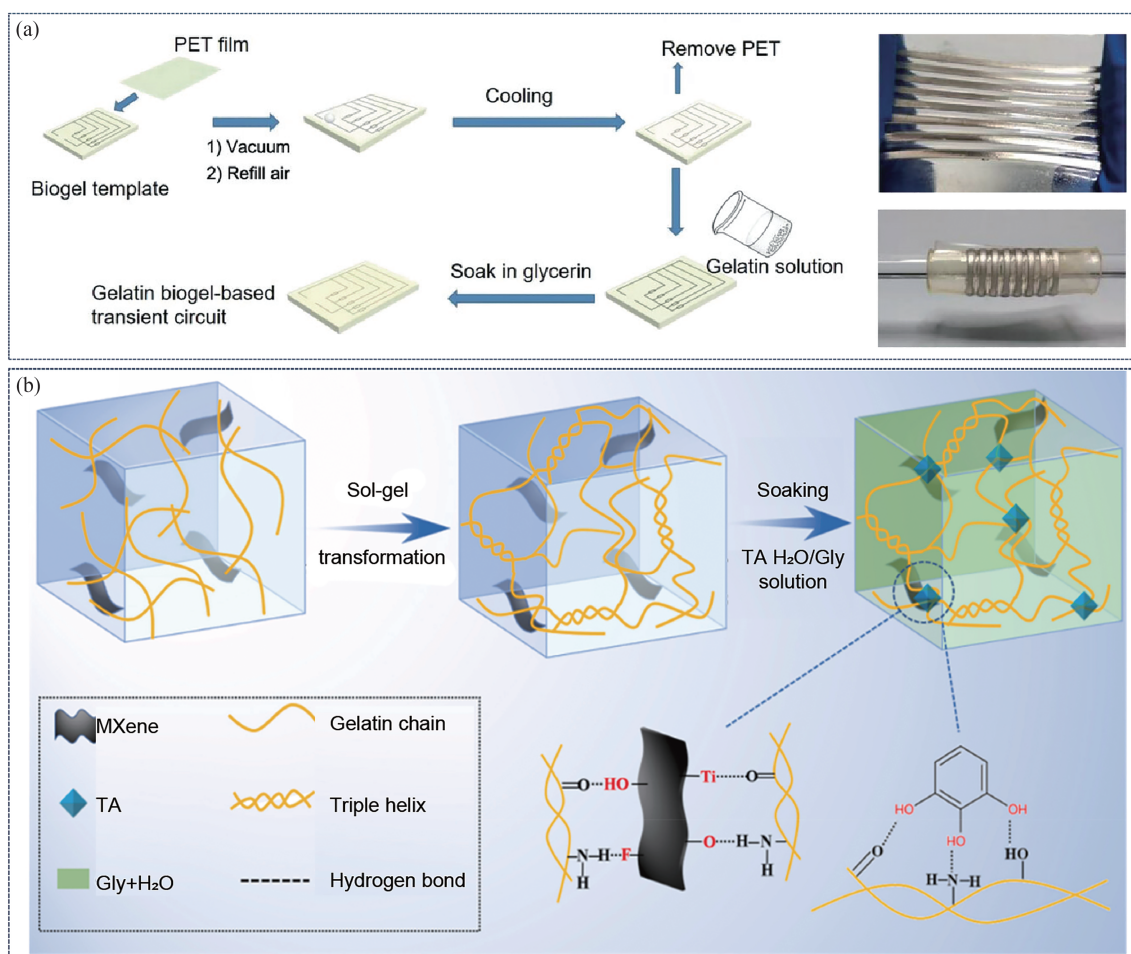 (a)
PET film
Remove PET
Cooling
1) Vacuum
2) Refill air
Biogel template
Gelatin solution
Soak in glycerin
Gelatin biogel-based
transient circuit
(b)
Sol-gel
transformation
Soaking
TA H₂O/Gly
solution
MXene
Gelatin chain
TA
Triple helix
Gly+H₂O
Hydrogen bond
O
HO
Ti
O
N
H
F
H
O
H
N
H
HO
OH
HO
O
HO
H
N
H